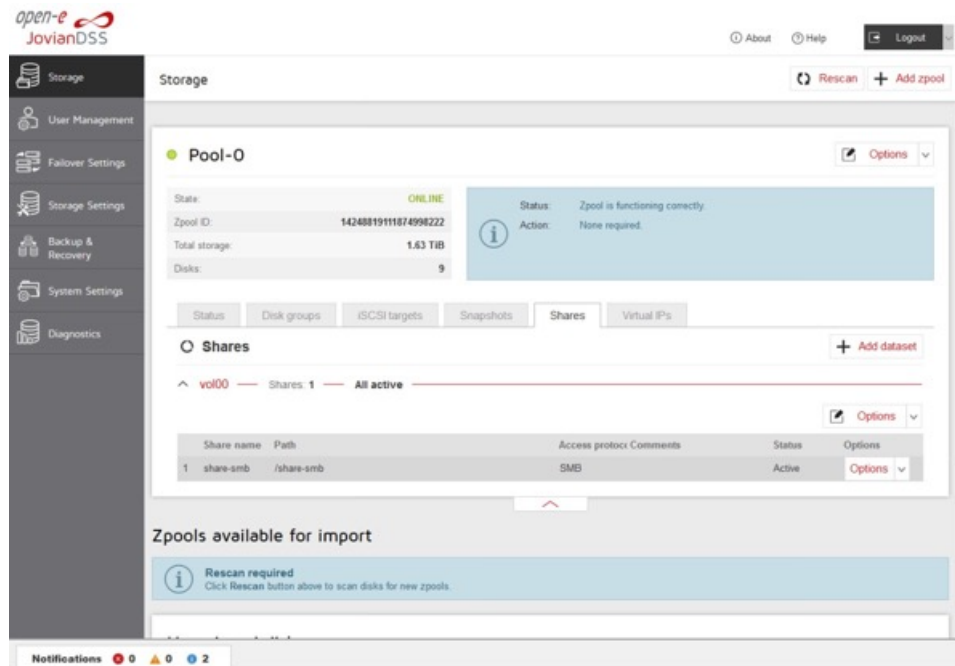 open-e
JovianDSS
About Help Logout
Storage
Storage
Rescan Add zpool
User Management
Failover Settings
Storage Settings
Backup &
Recovery
System Settings
Diagnostics
Pool-0
Options
State: ONLINE
Zpool ID: 14248819111874998222
Total storage: 1.63 TiB
Disks: 9
Status: Zpool is functioning correctly.
Action: None required.
Status Disk groups iSCSI targets Snapshots Shares Virtual IPs
Shares
Add dataset
vol00 Shares: 1 All active
Options
Share name Path Access protoc Comments Status Options
1 share-smb /share-smb SMB Active Options
Zpools available for import
Rescan required
Click Rescan button above to scan disks for new zpools.
Notifications 0 0 2